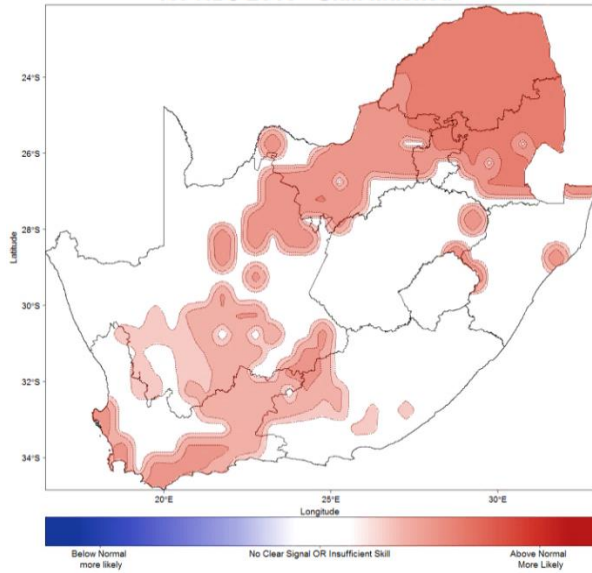 24°S
26°S
28°S
30°S
32°S
34°S
Latitude
20°E
25°E
30°E
Longitude
Below Normal
more likely
No Clear Signal OR Insufficient Skill
Above Normal
More Likely